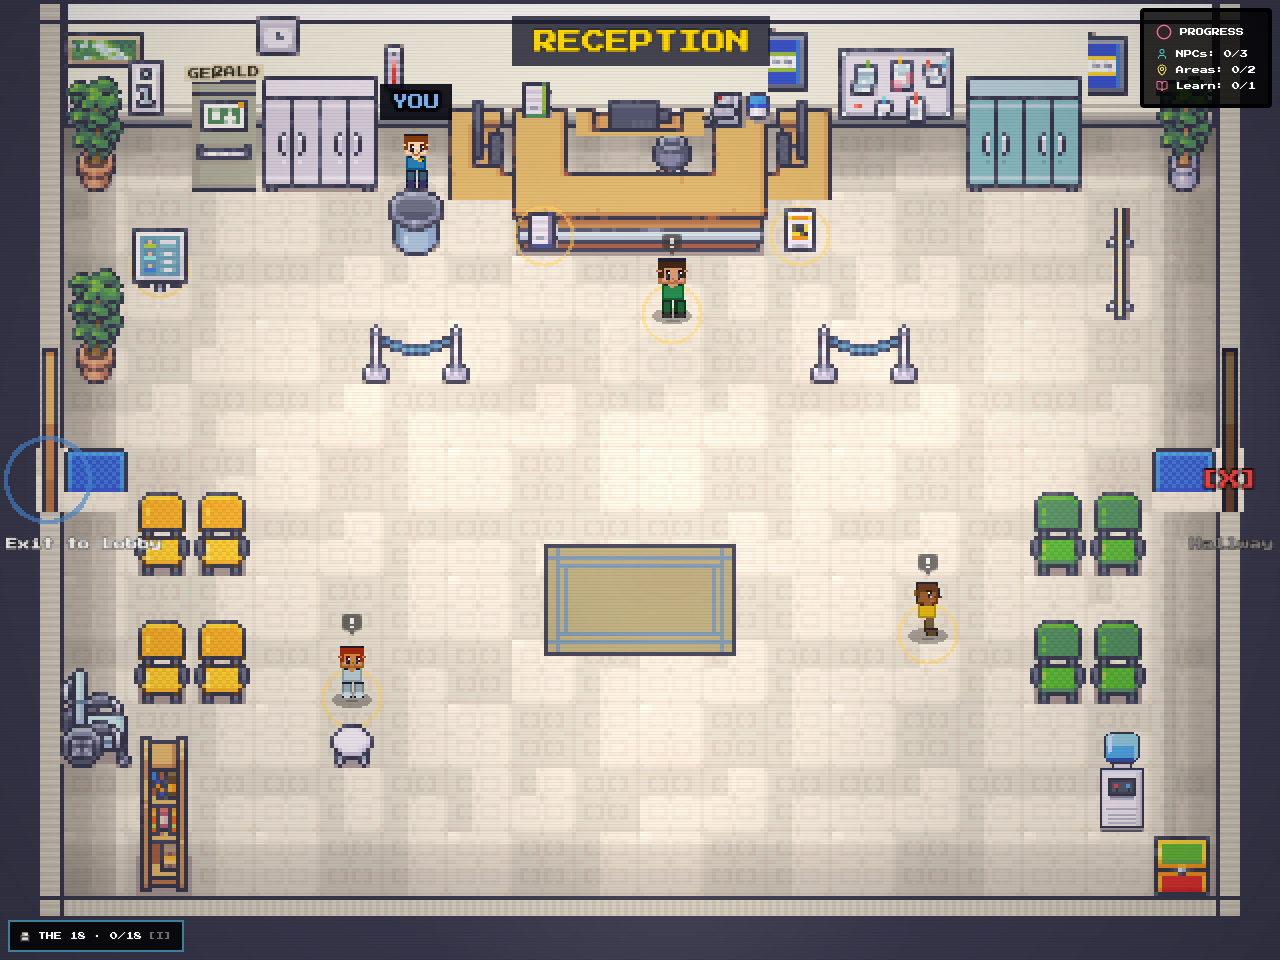 RECEPTION
PROGRESS
NPCs: 0/3
Areas: 0/2
Learn: 0/1
GERALD
YOU
!
[X]
Exit to Lobby
Hallway
!
!
THE 18 · 0/18 [I]